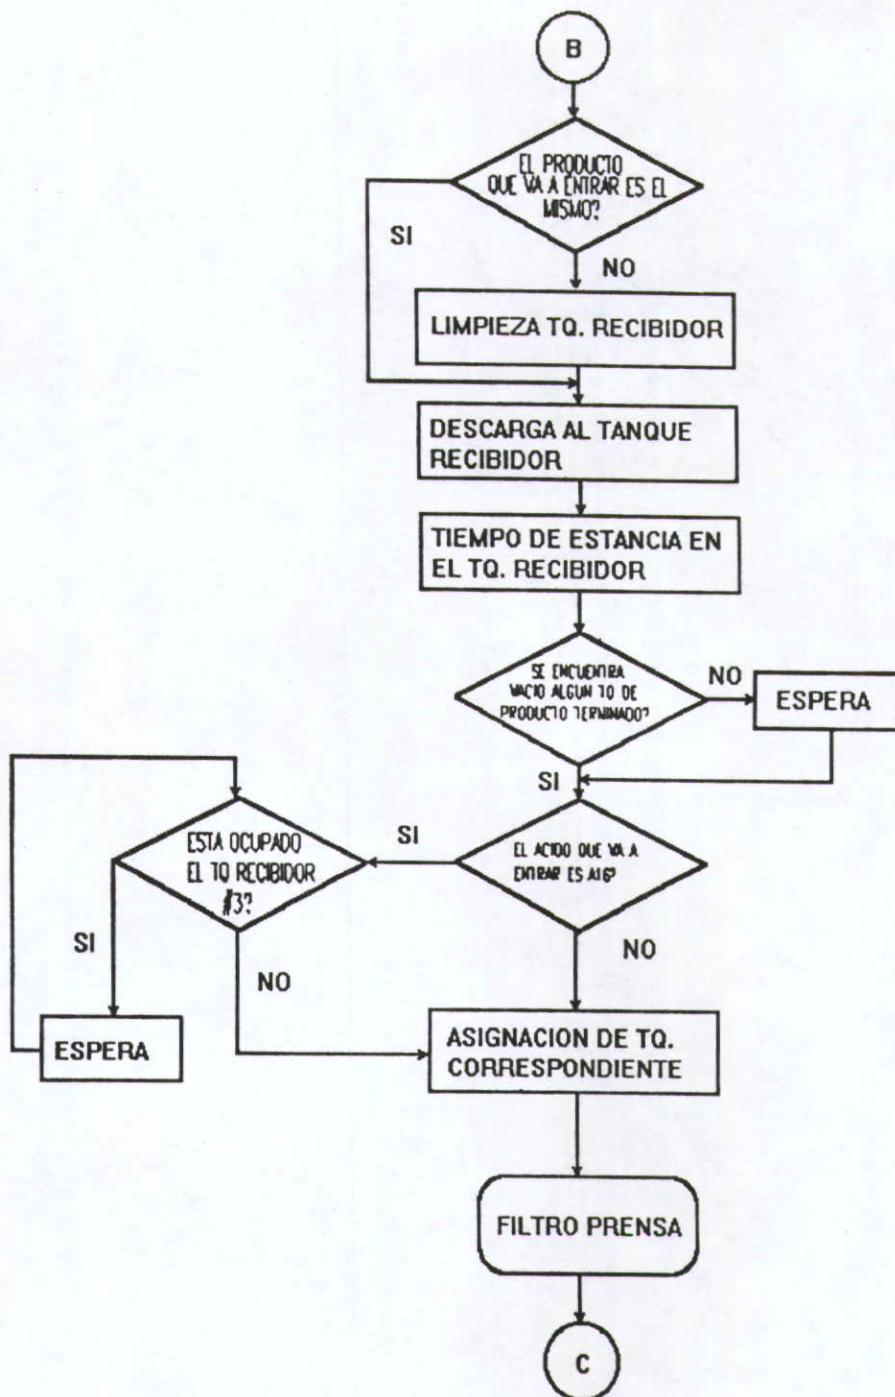 B
EL PRODUCTO
QUE VA A ENTRAR ES EL
MISMO?
SI
NO
LIMPIEZA TQ. RECIBIDOR
DESCARGA AL TANQUE
RECIBIDOR
TIEMPO DE ESTANCIA EN
EL TQ. RECIBIDOR
SE ENCUENTRA
VACIO ALGUN TQ DE
PRODUCTO TERMINADO?
NO
ESPERA
SI
EL ACIDO QUE VA A
ENTRAR ES A16?
SI
ESTA OCUPADO
EL TQ RECIBIDOR
#3?
SI
NO
NO
ESPERA
ASIGNACION DE TQ.
CORRESPONDIENTE
FILTRO PRENSA
C